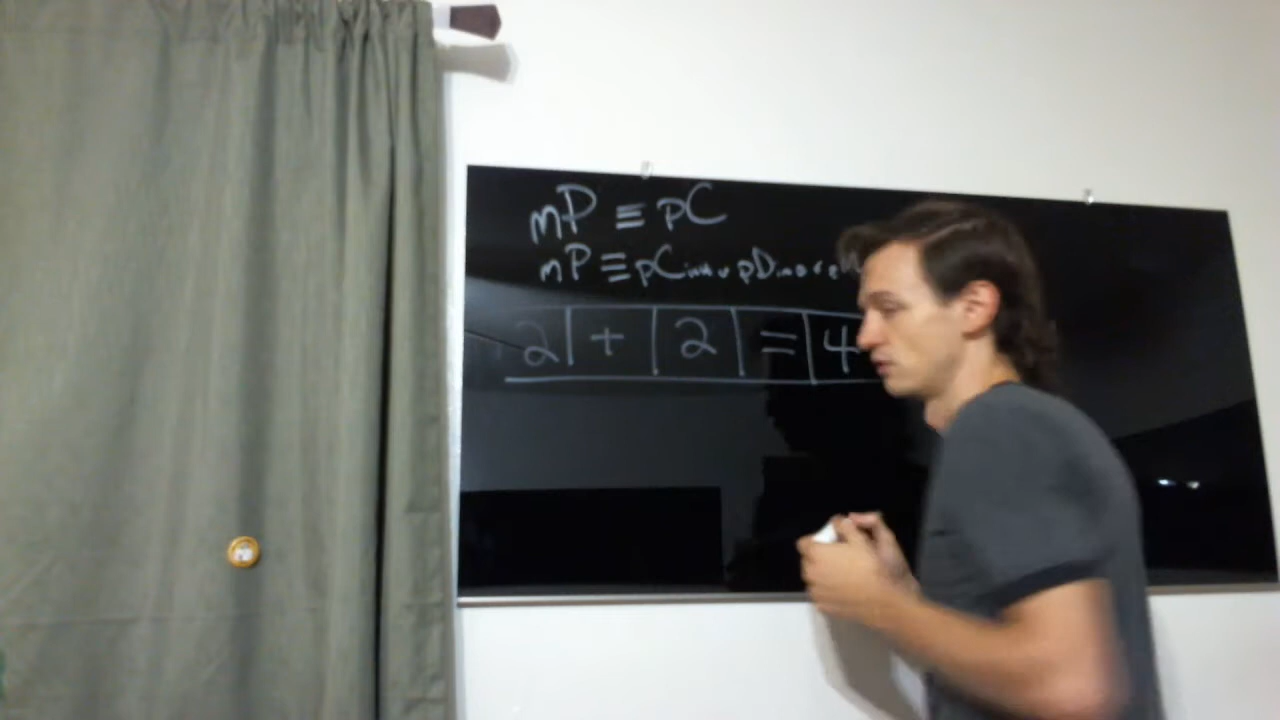 mP ≡ pC
mP ≡ pC
2 | + | 2 | = | 4